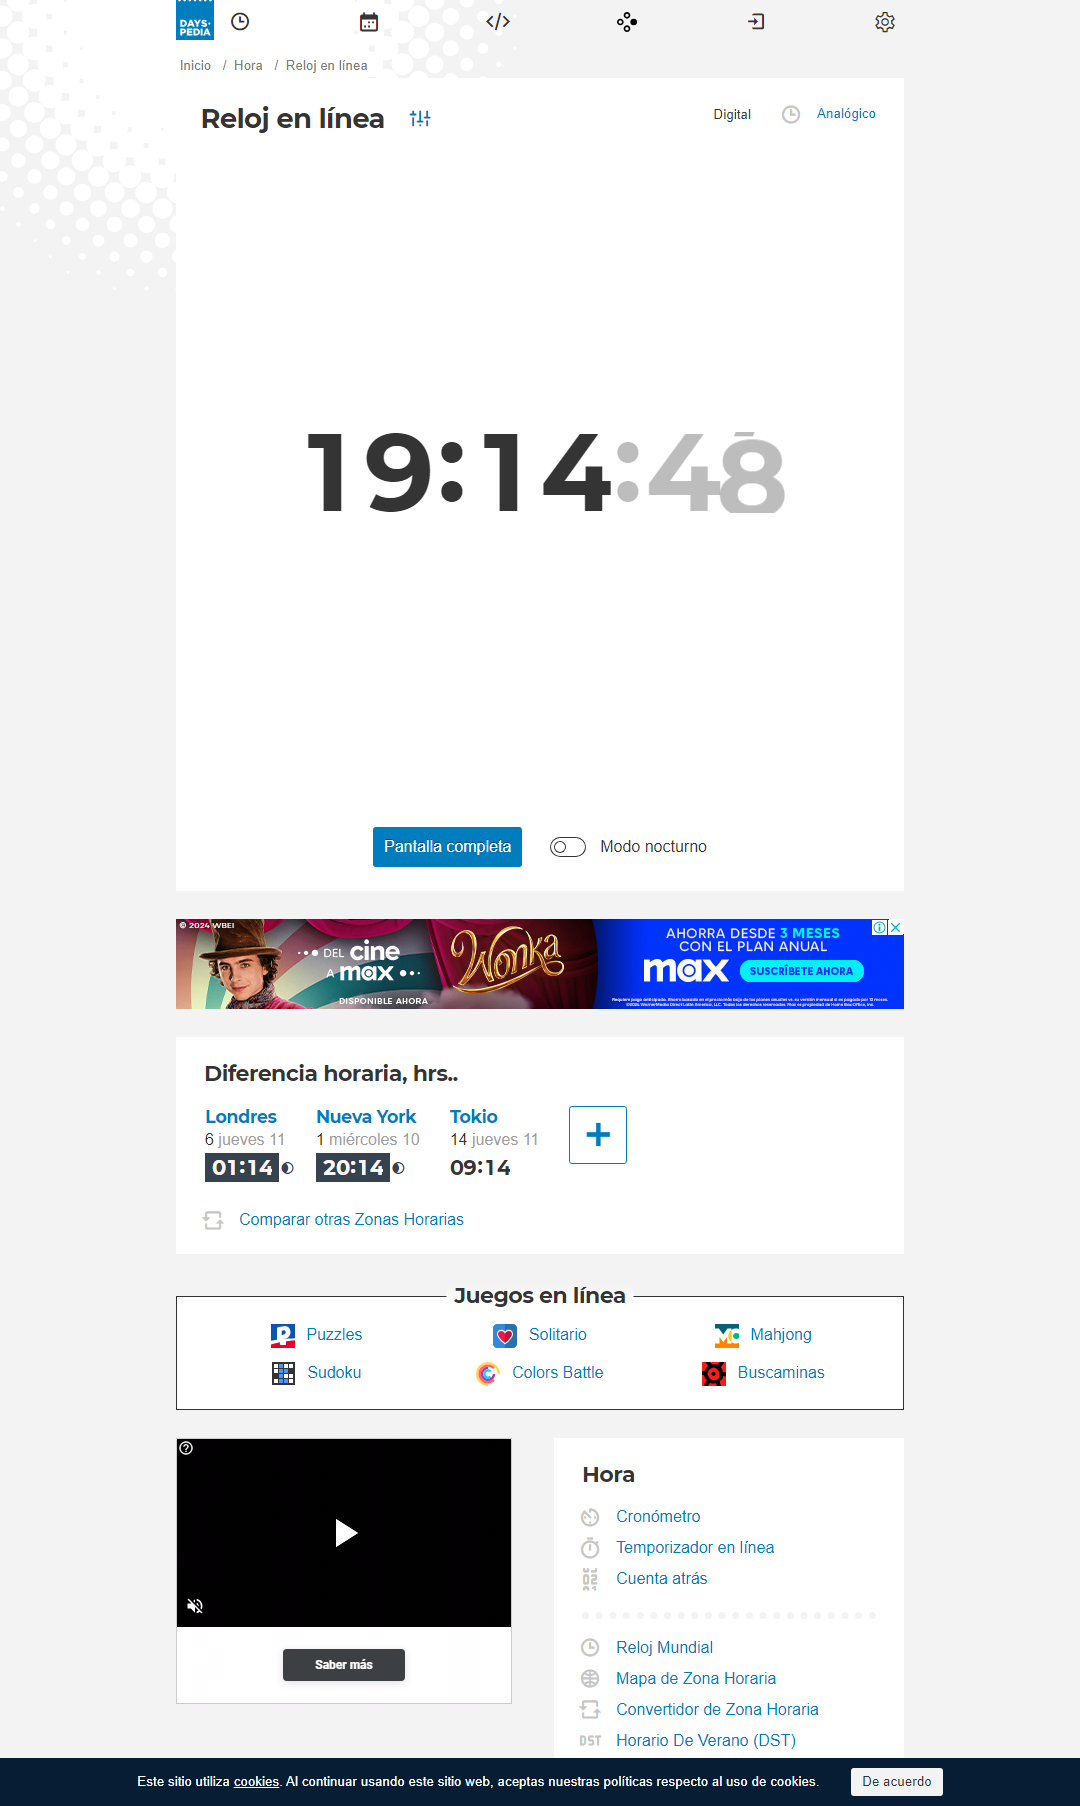 DAYS-
PEDIA
Inicio / Hora / Reloj en línea
Reloj en línea
Digital
Analógico
19:14:48
Pantalla completa
Modo nocturno
© 2024 WBEI
DEL cine
A max
DISPONIBLE AHORA
Wonka
AHORRA DESDE 3 MESES
CON EL PLAN ANUAL
max SUSCRÍBETE AHORA
Diferencia horaria, hrs..
Londres
6 jueves 11
01:14
Nueva York
1 miércoles 10
20:14
Tokio
14 jueves 11
09:14
Comparar otras Zonas Horarias
Juegos en línea
Puzzles
Solitario
Mahjong
Sudoku
Colors Battle
Buscaminas
Saber más
Hora
Cronómetro
Temporizador en línea
Cuenta atrás
Reloj Mundial
Mapa de Zona Horaria
Convertidor de Zona Horaria
DST Horario De Verano (DST)
Este sitio utiliza cookies. Al continuar usando este sitio web, aceptas nuestras políticas respecto al uso de cookies.
De acuerdo